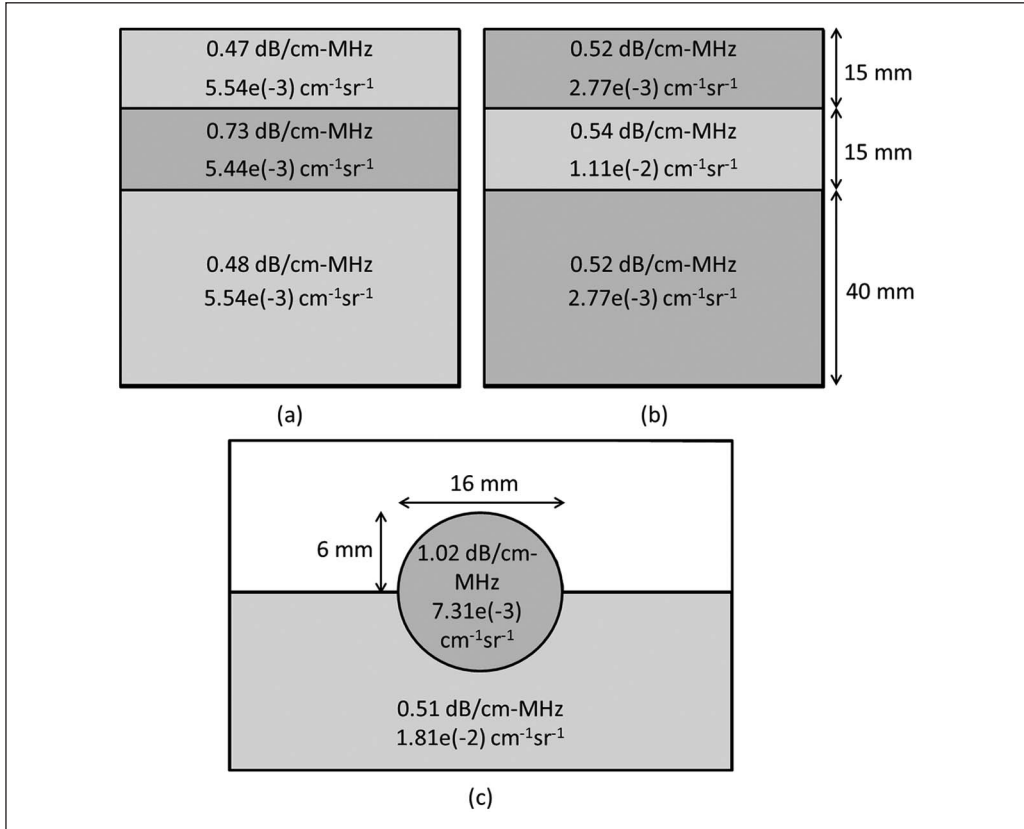 0.47 dB/cm-MHz
5.54e(-3) cm⁻¹sr⁻¹
0.73 dB/cm-MHz
5.44e(-3) cm⁻¹sr⁻¹
0.48 dB/cm-MHz
5.54e(-3) cm⁻¹sr⁻¹
(a)
0.52 dB/cm-MHz
2.77e(-3) cm⁻¹sr⁻¹
0.54 dB/cm-MHz
1.11e(-2) cm⁻¹sr⁻¹
0.52 dB/cm-MHz
2.77e(-3) cm⁻¹sr⁻¹
(b)
15 mm
15 mm
40 mm
16 mm
6 mm
1.02 dB/cm-
MHz
7.31e(-3)
cm⁻¹sr⁻¹
0.51 dB/cm-MHz
1.81e(-2) cm⁻¹sr⁻¹
(c)